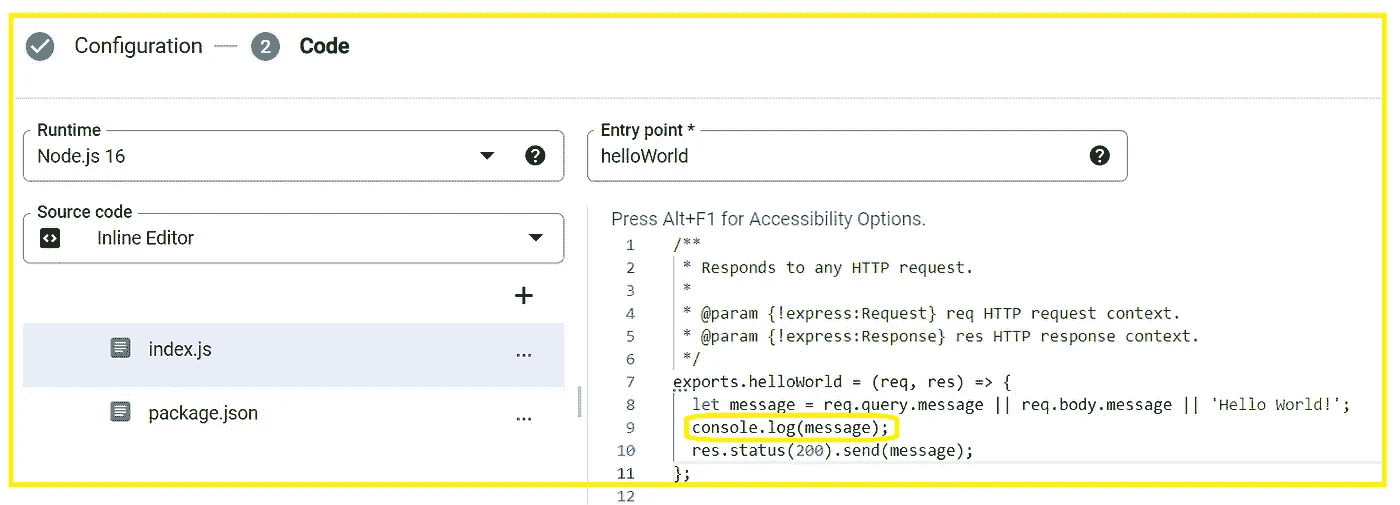 Configuration — 2 Code
Runtime
Node.js 16
Entry point *
helloWorld
Source code
Inline Editor
+
index.js ...
package.json ...
Press Alt+F1 for Accessibility Options.
1 /**
2  * Responds to any HTTP request.
3  *
4  * @param {!express:Request} req HTTP request context.
5  * @param {!express:Response} res HTTP response context.
6  */
7 exports.helloWorld = (req, res) => {
8   let message = req.query.message || req.body.message || 'Hello World!';
9   console.log(message);
10   res.status(200).send(message);
11 };
12